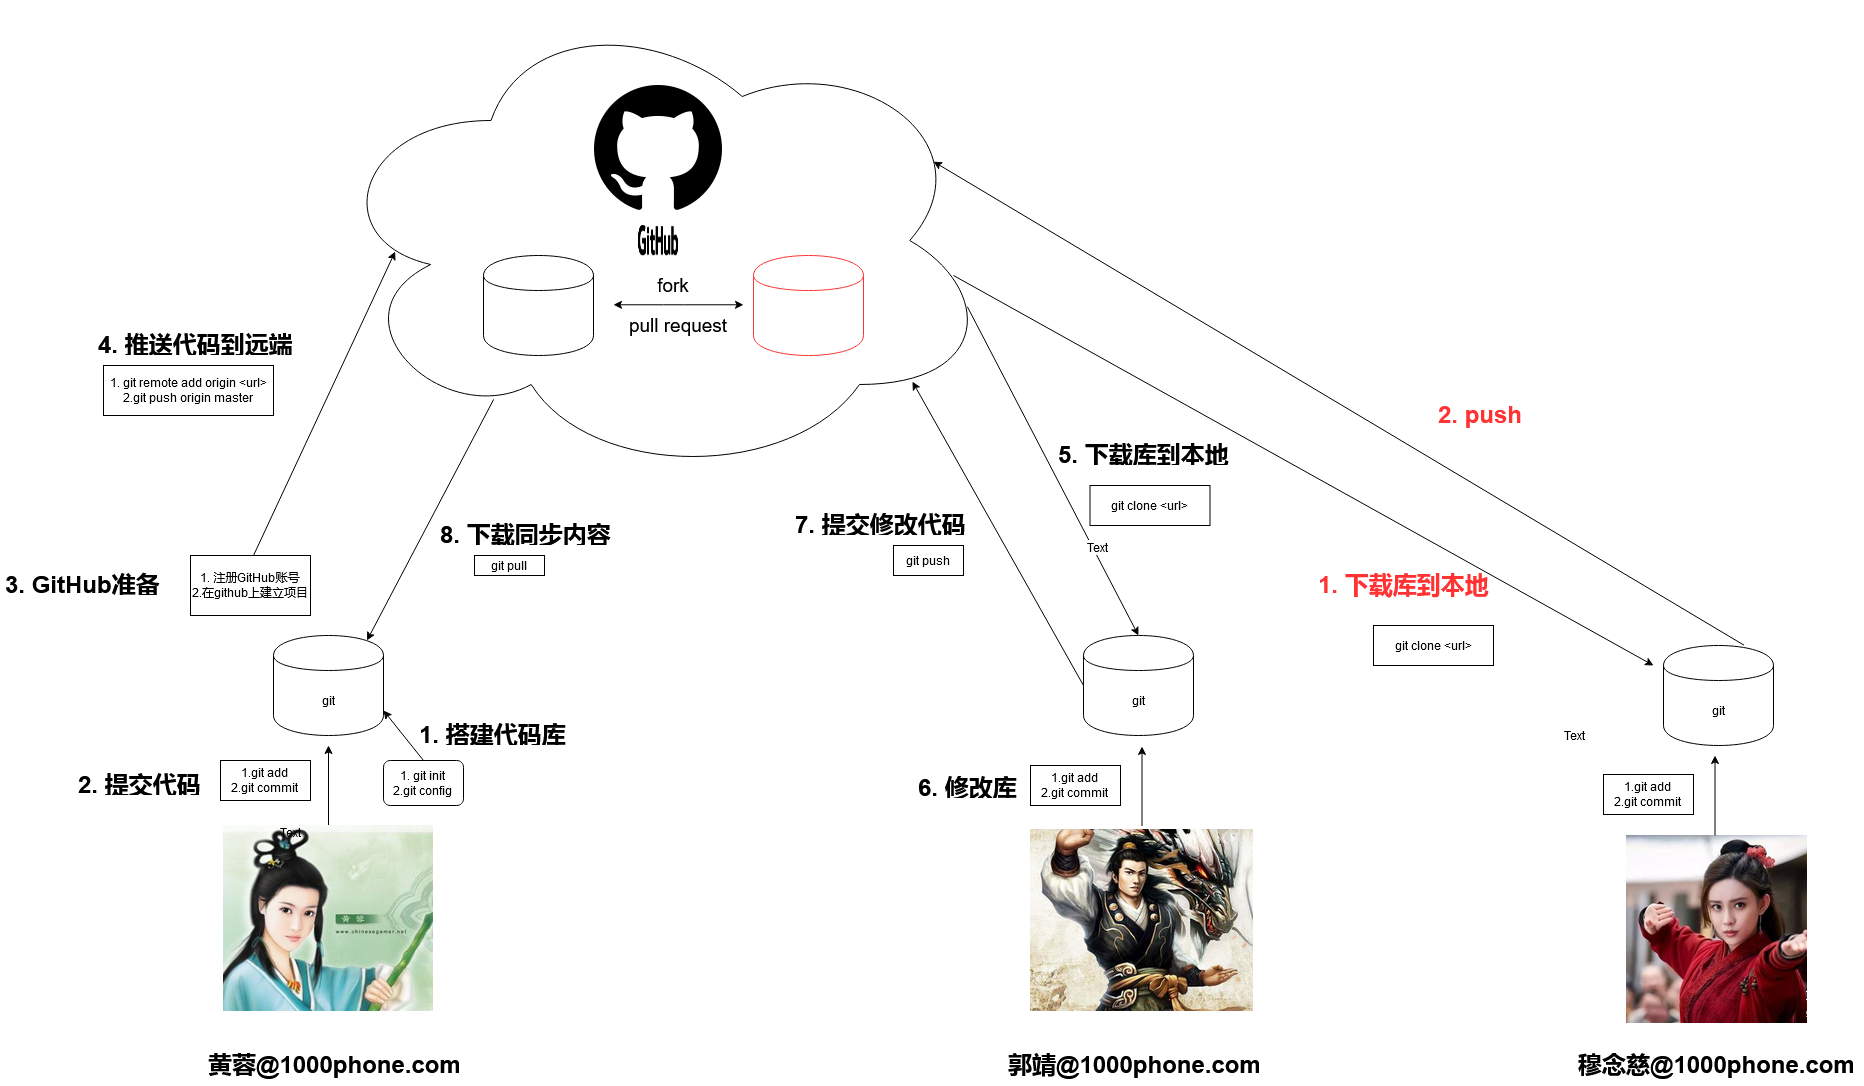 GitHub
fork
pull request
4. 推送代码到远端
1. git remote add origin <url>
2.git push origin master
2. push
5. 下载库到本地
git clone <url>
Text
7. 提交修改代码
git push
8. 下载同步内容
git pull
3. GitHub准备
1. 注册GitHub账号
2.在github上建立项目
1. 下载库到本地
git clone <url>
git
git
git
Text
1. 搭建代码库
1. git init
2.git config
2. 提交代码
1.git add
2.git commit
6. 修改库
1.git add
2.git commit
1.git add
2.git commit
Text
黄蓉
www.chinesegamer.net
黄蓉@1000phone.com
郭靖@1000phone.com
穆念慈@1000phone.com